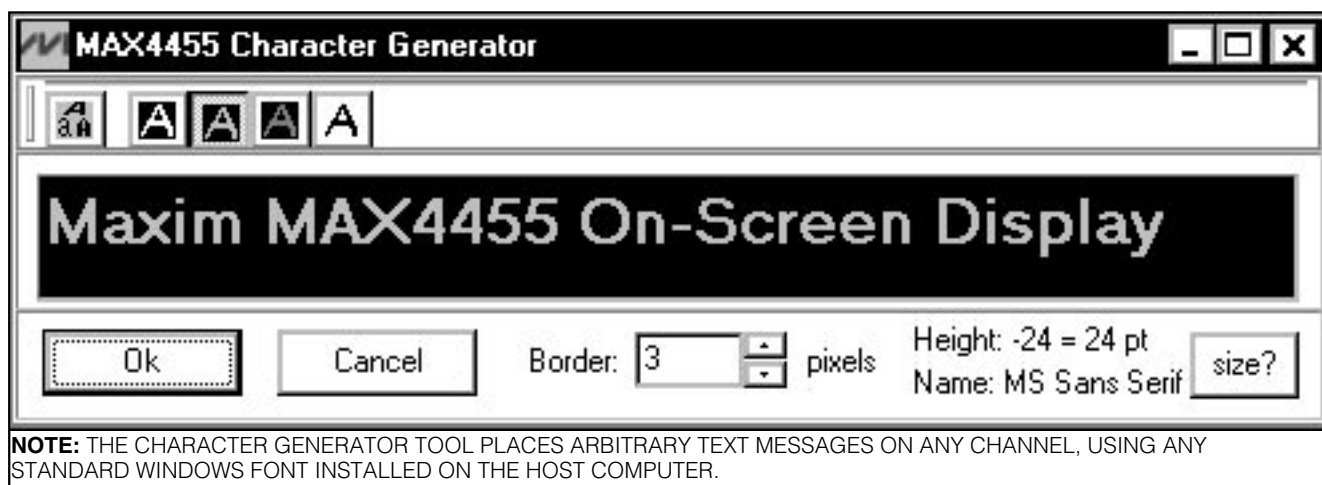 MAX4455 Character Generator
A
a A A A A A
Maxim MAX4455 On-Screen Display
Ok Cancel Border: 3 pixels Height: -24 = 24 pt
Name: MS Sans Serif size?
NOTE: THE CHARACTER GENERATOR TOOL PLACES ARBITRARY TEXT MESSAGES ON ANY CHANNEL, USING ANY
STANDARD WINDOWS FONT INSTALLED ON THE HOST COMPUTER.